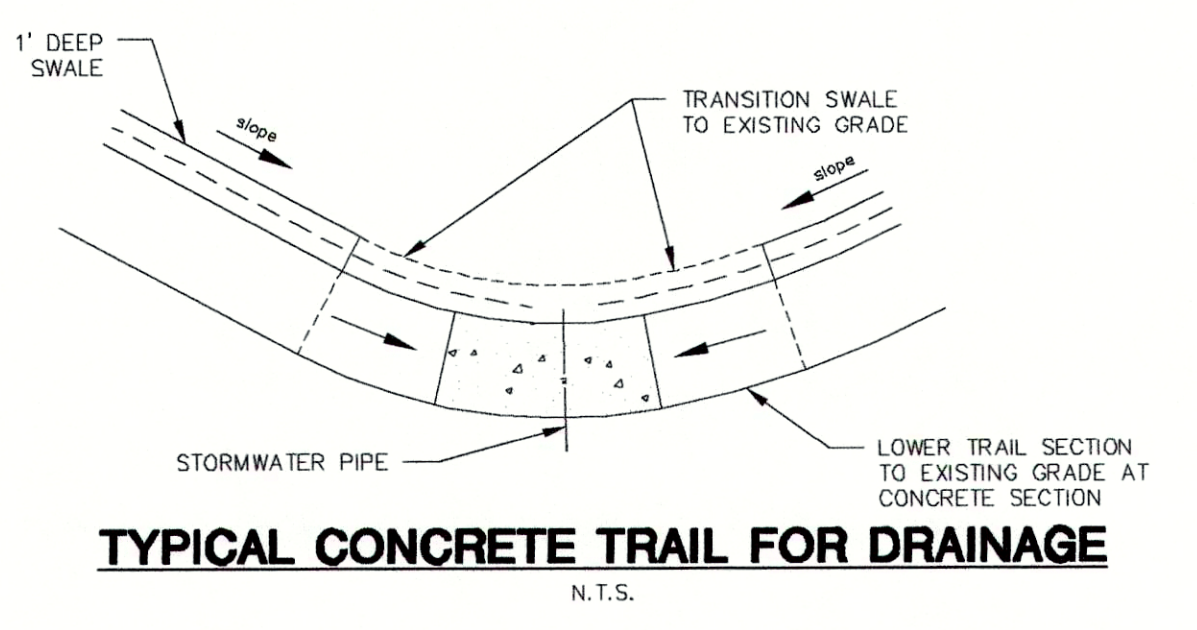 1' DEEP
SWALE
slope
TRANSITION SWALE
TO EXISTING GRADE
slope
STORMWATER PIPE
LOWER TRAIL SECTION
TO EXISTING GRADE AT
CONCRETE SECTION
TYPICAL CONCRETE TRAIL FOR DRAINAGE
N.T.S.